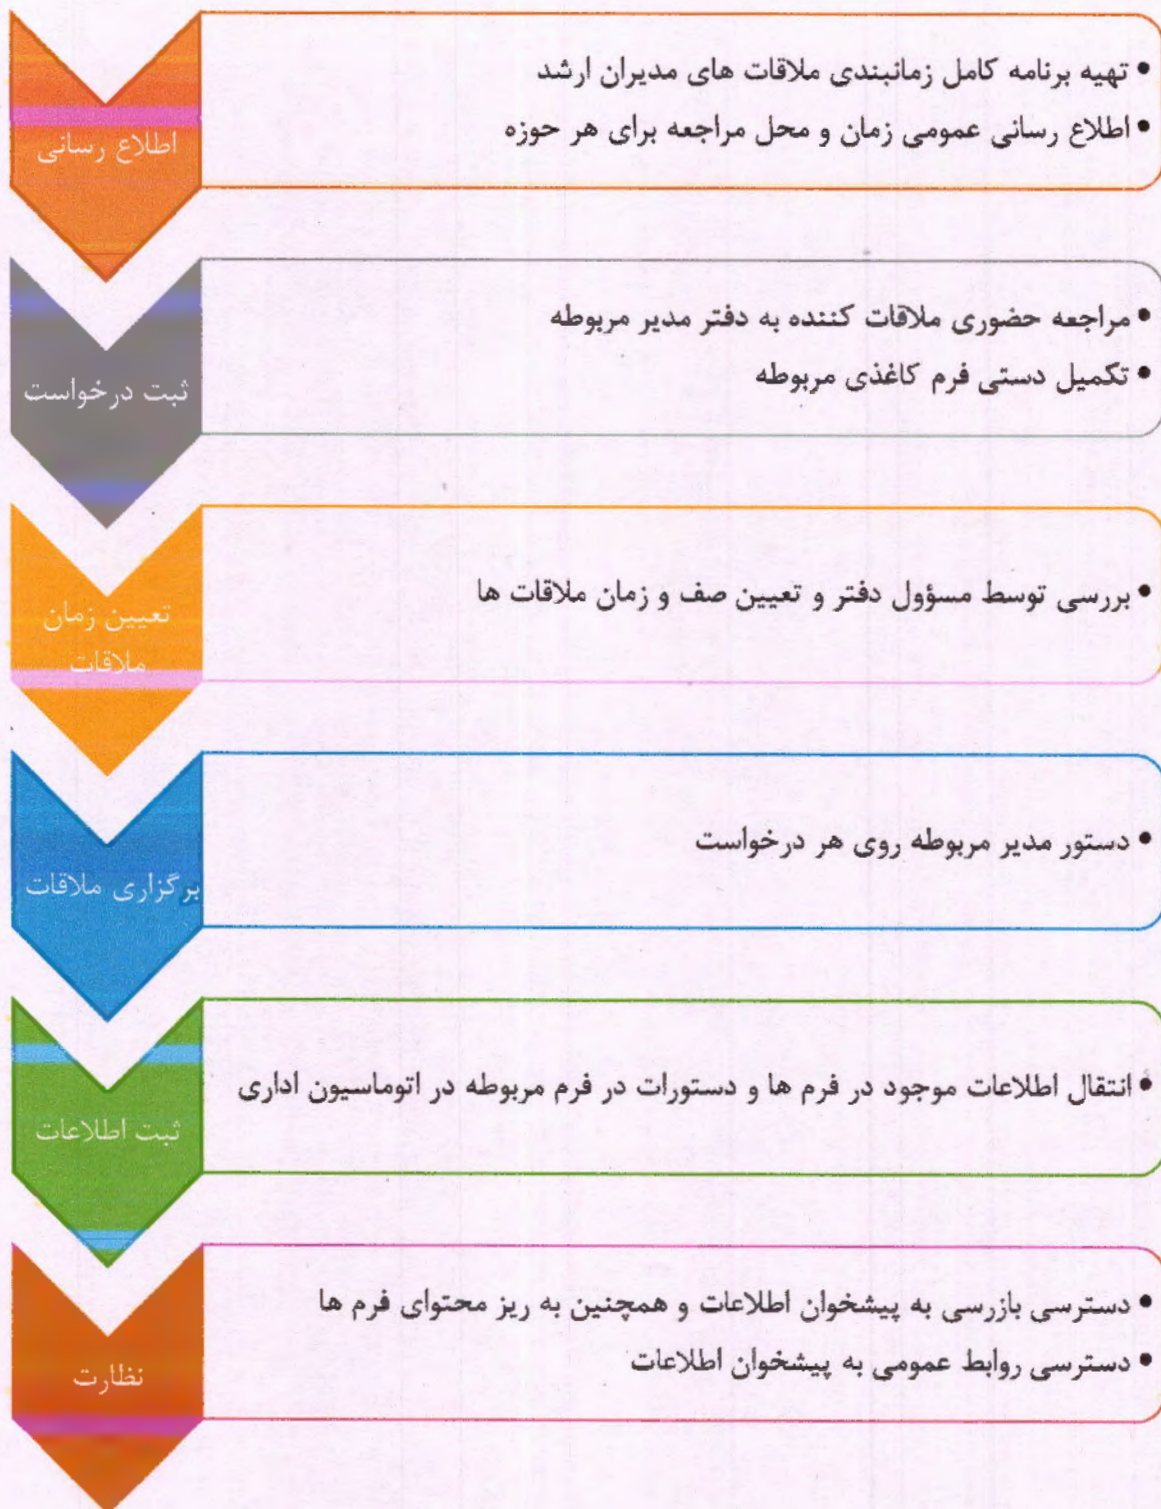 اطلاع رسانی
• تهیه برنامه کامل زمانبندی ملاقات های مدیران ارشد
• اطلاع رسانی عمومی زمان و محل مراجعه برای هر حوزه
ثبت درخواست
• مراجعه حضوری ملاقات کننده به دفتر مدیر مربوطه
• تکمیل دستی فرم کاغذی مربوطه
تعیین زمان
ملاقات
• بررسی توسط مسؤول دفتر و تعیین صف و زمان ملاقات ها
برگزاری ملاقات
• دستور مدیر مربوطه روی هر درخواست
ثبت اطلاعات
• انتقال اطلاعات موجود در فرم ها و دستورات در فرم مربوطه در اتوماسیون اداری
نظارت
• دسترسی بازرسی به پیشخوان اطلاعات و همچنین به ریز محتوای فرم ها
• دسترسی روابط عمومی به پیشخوان اطلاعات